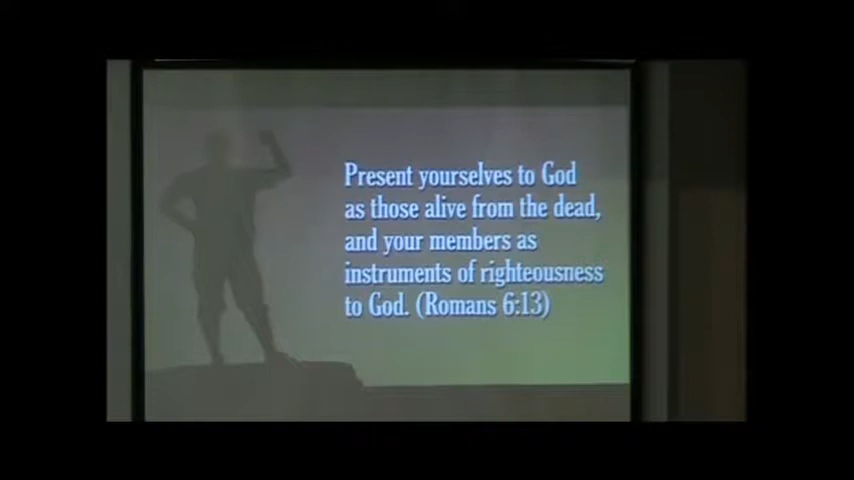 Present yourselves to God
as those alive from the dead,
and your members as
instruments of righteousness
to God. (Romans 6:13)